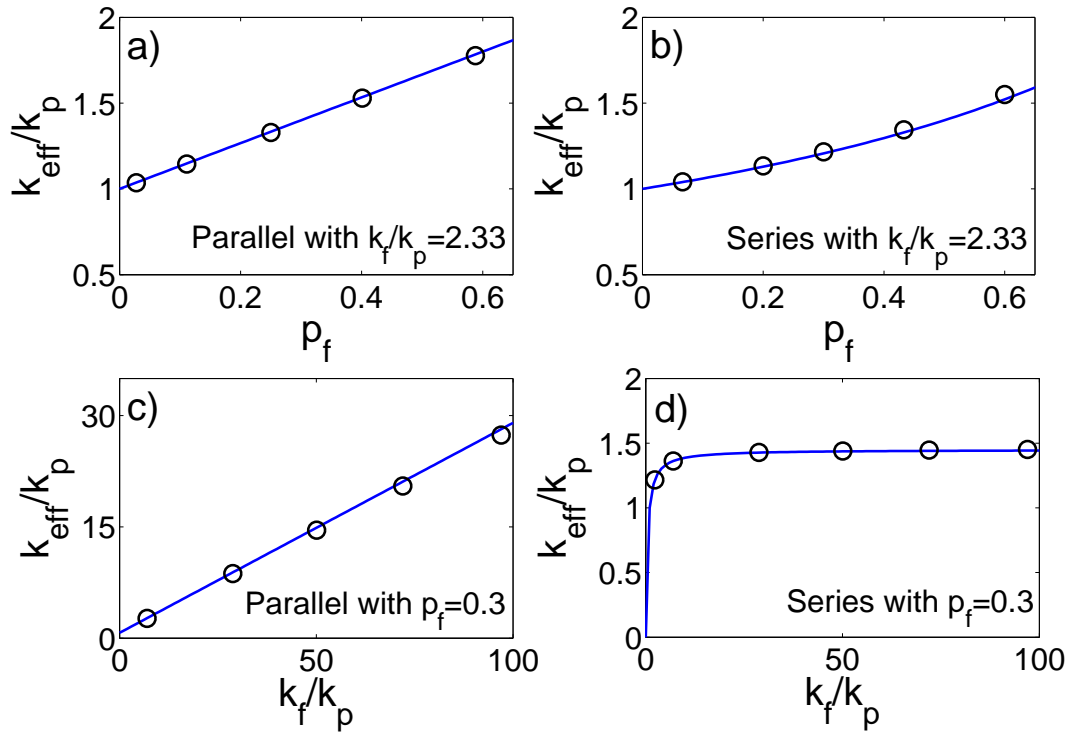 a)
2
1.5
1
0.5
k_eff/k_p
Parallel with k_f/k_p=2.33
0 0.2 0.4 0.6
p_f
b)
2
1.5
1
0.5
k_eff/k_p
Series with k_f/k_p=2.33
0 0.2 0.4 0.6
p_f
c)
30
15
0
k_eff/k_p
Parallel with p_f=0.3
0 50 100
k_f/k_p
d)
2
1.5
1
0.5
0
k_eff/k_p
Series with p_f=0.3
0 50 100
k_f/k_p